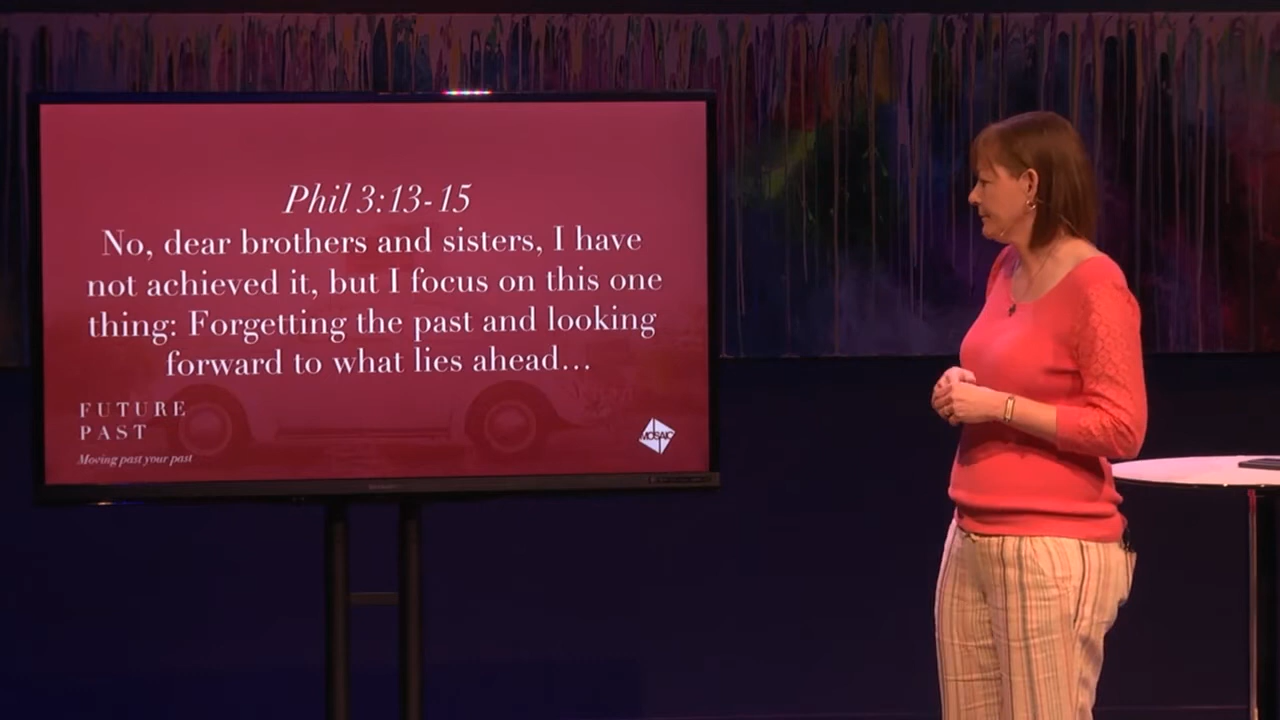 Phil 3:13-15
No, dear brothers and sisters, I have
not achieved it, but I focus on this one
thing: Forgetting the past and looking
forward to what lies ahead…
FUTURE
PAST
Moving past your past
MOSAIC